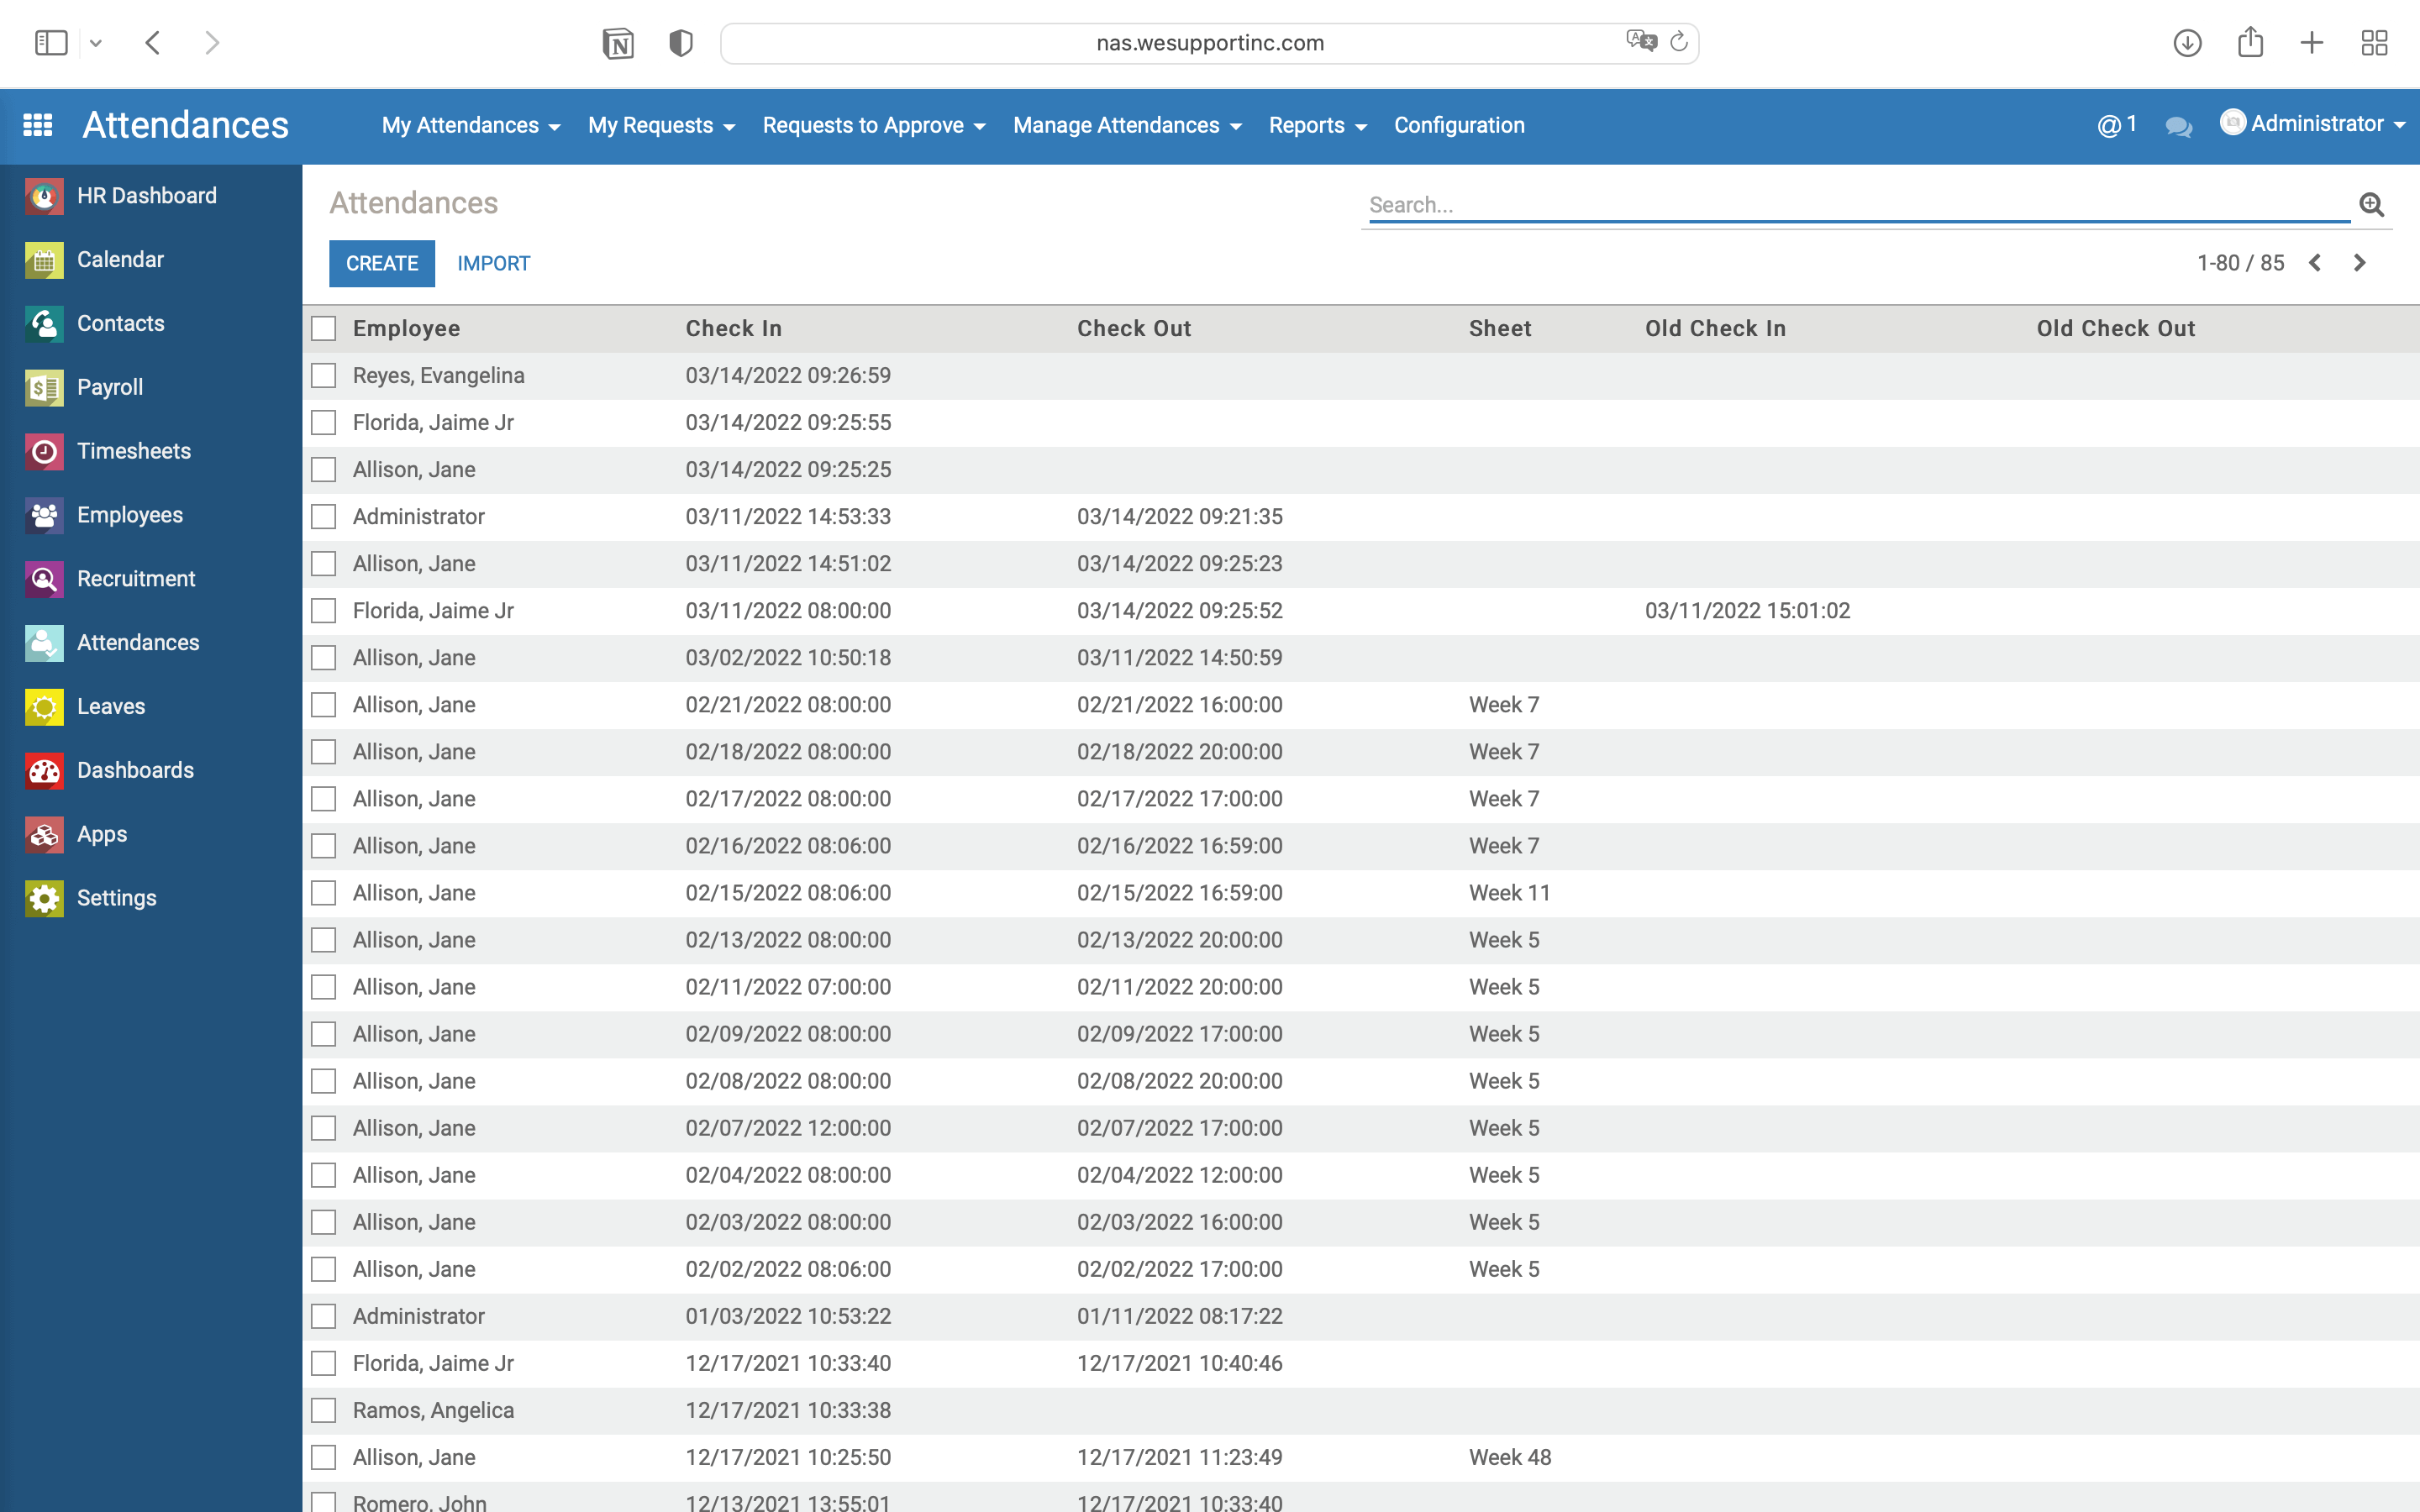 nas.wesupportinc.com
Attendances My Attendances My Requests Requests to Approve Manage Attendances Reports Configuration @ 1 Administrator
HR Dashboard
Calendar
Contacts
Payroll
Timesheets
Employees
Recruitment
Attendances
Leaves
Dashboards
Apps
Settings
Attendances Search...
CREATE IMPORT 1-80 / 85
Employee Check In Check Out Sheet Old Check In Old Check Out
Reyes, Evangelina 03/14/2022 09:26:59
Florida, Jaime Jr 03/14/2022 09:25:55
Allison, Jane 03/14/2022 09:25:25
Administrator 03/11/2022 14:53:33 03/14/2022 09:21:35
Allison, Jane 03/11/2022 14:51:02 03/14/2022 09:25:23
Florida, Jaime Jr 03/11/2022 08:00:00 03/14/2022 09:25:52 03/11/2022 15:01:02
Allison, Jane 03/02/2022 10:50:18 03/11/2022 14:50:59
Allison, Jane 02/21/2022 08:00:00 02/21/2022 16:00:00 Week 7
Allison, Jane 02/18/2022 08:00:00 02/18/2022 20:00:00 Week 7
Allison, Jane 02/17/2022 08:00:00 02/17/2022 17:00:00 Week 7
Allison, Jane 02/16/2022 08:06:00 02/16/2022 16:59:00 Week 7
Allison, Jane 02/15/2022 08:06:00 02/15/2022 16:59:00 Week 11
Allison, Jane 02/13/2022 08:00:00 02/13/2022 20:00:00 Week 5
Allison, Jane 02/11/2022 07:00:00 02/11/2022 20:00:00 Week 5
Allison, Jane 02/09/2022 08:00:00 02/09/2022 17:00:00 Week 5
Allison, Jane 02/08/2022 08:00:00 02/08/2022 20:00:00 Week 5
Allison, Jane 02/07/2022 12:00:00 02/07/2022 17:00:00 Week 5
Allison, Jane 02/04/2022 08:00:00 02/04/2022 12:00:00 Week 5
Allison, Jane 02/03/2022 08:00:00 02/03/2022 16:00:00 Week 5
Allison, Jane 02/02/2022 08:06:00 02/02/2022 17:00:00 Week 5
Administrator 01/03/2022 10:53:22 01/11/2022 08:17:22
Florida, Jaime Jr 12/17/2021 10:33:40 12/17/2021 10:40:46
Ramos, Angelica 12/17/2021 10:33:38
Allison, Jane 12/17/2021 10:25:50 12/17/2021 11:23:49 Week 48
Romero, John 12/13/2021 13:55:01 12/17/2021 10:33:40